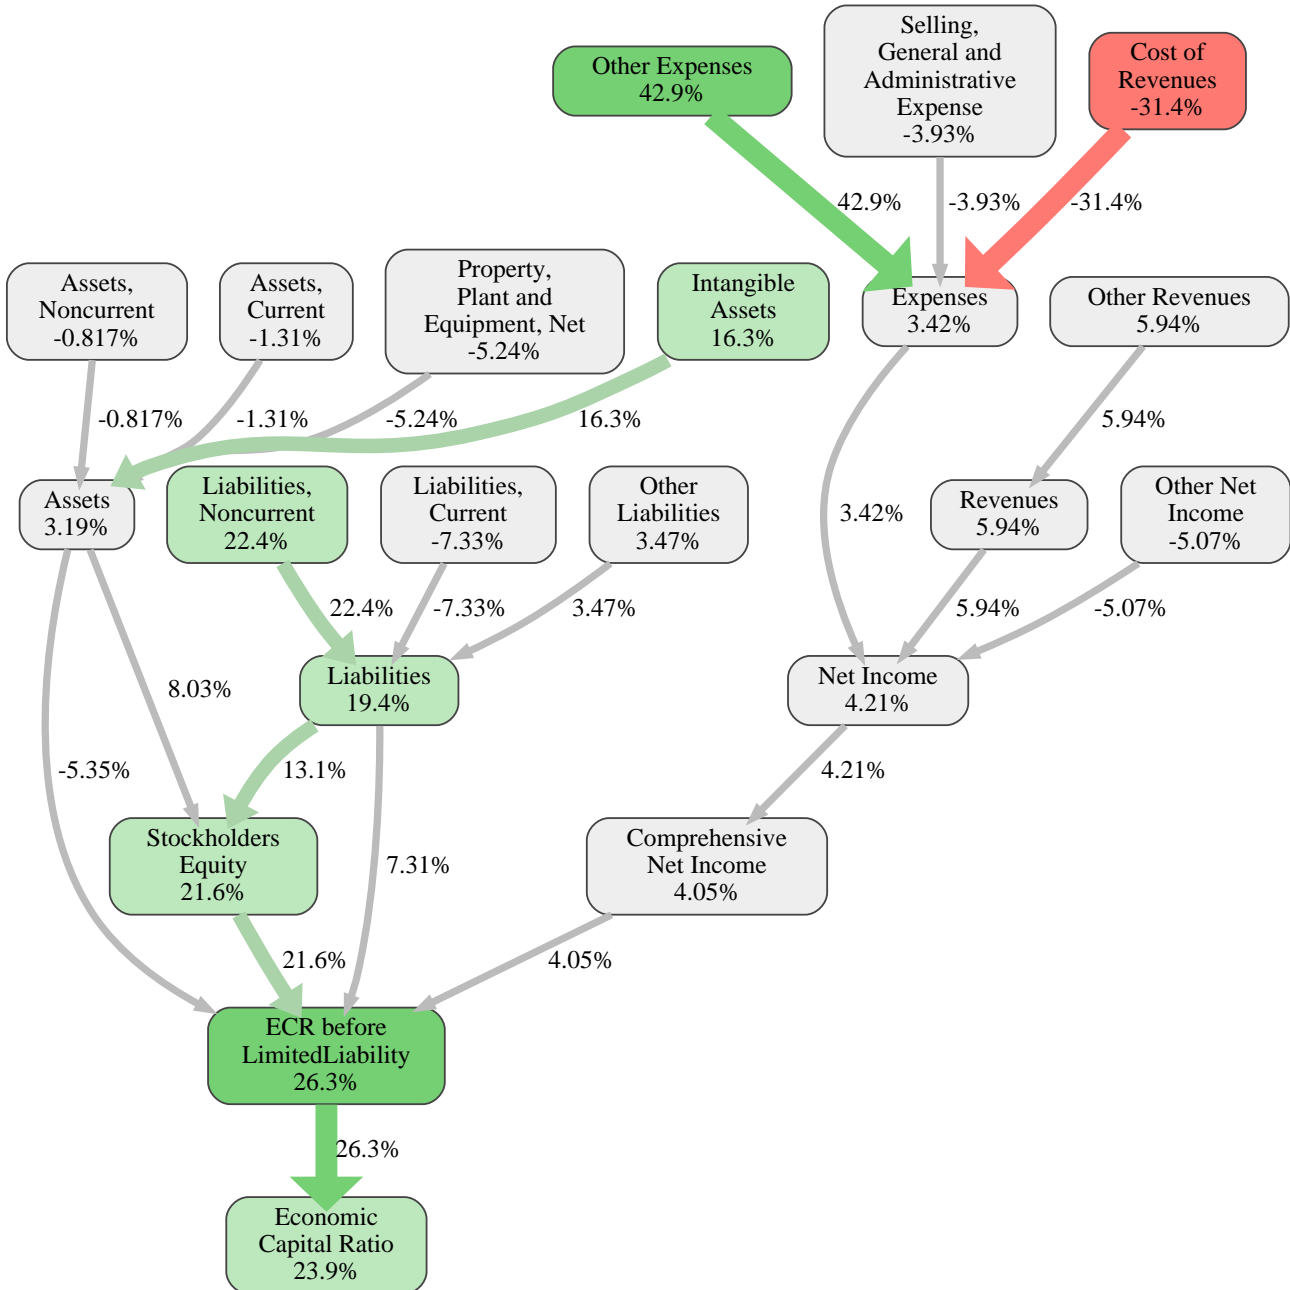 Other Expenses
42.9%
Selling,
General and
Administrative
Expense
-3.93%
Cost of
Revenues
-31.4%
42.9%
-3.93%
-31.4%
Assets,
Noncurrent
-0.817%
Assets,
Current
-1.31%
Property,
Plant and
Equipment, Net
-5.24%
Intangible
Assets
16.3%
Expenses
3.42%
Other Revenues
5.94%
-0.817%
-1.31%
-5.24%
16.3%
5.94%
Assets
3.19%
Liabilities,
Noncurrent
22.4%
Liabilities,
Current
-7.33%
Other
Liabilities
3.47%
3.42%
Revenues
5.94%
Other Net
Income
-5.07%
22.4%
-7.33%
3.47%
5.94%
-5.07%
8.03%
Liabilities
19.4%
Net Income
4.21%
-5.35%
13.1%
4.21%
Stockholders
Equity
21.6%
7.31%
Comprehensive
Net Income
4.05%
21.6%
4.05%
ECR before
LimitedLiability
26.3%
26.3%
Economic
Capital Ratio
23.9%